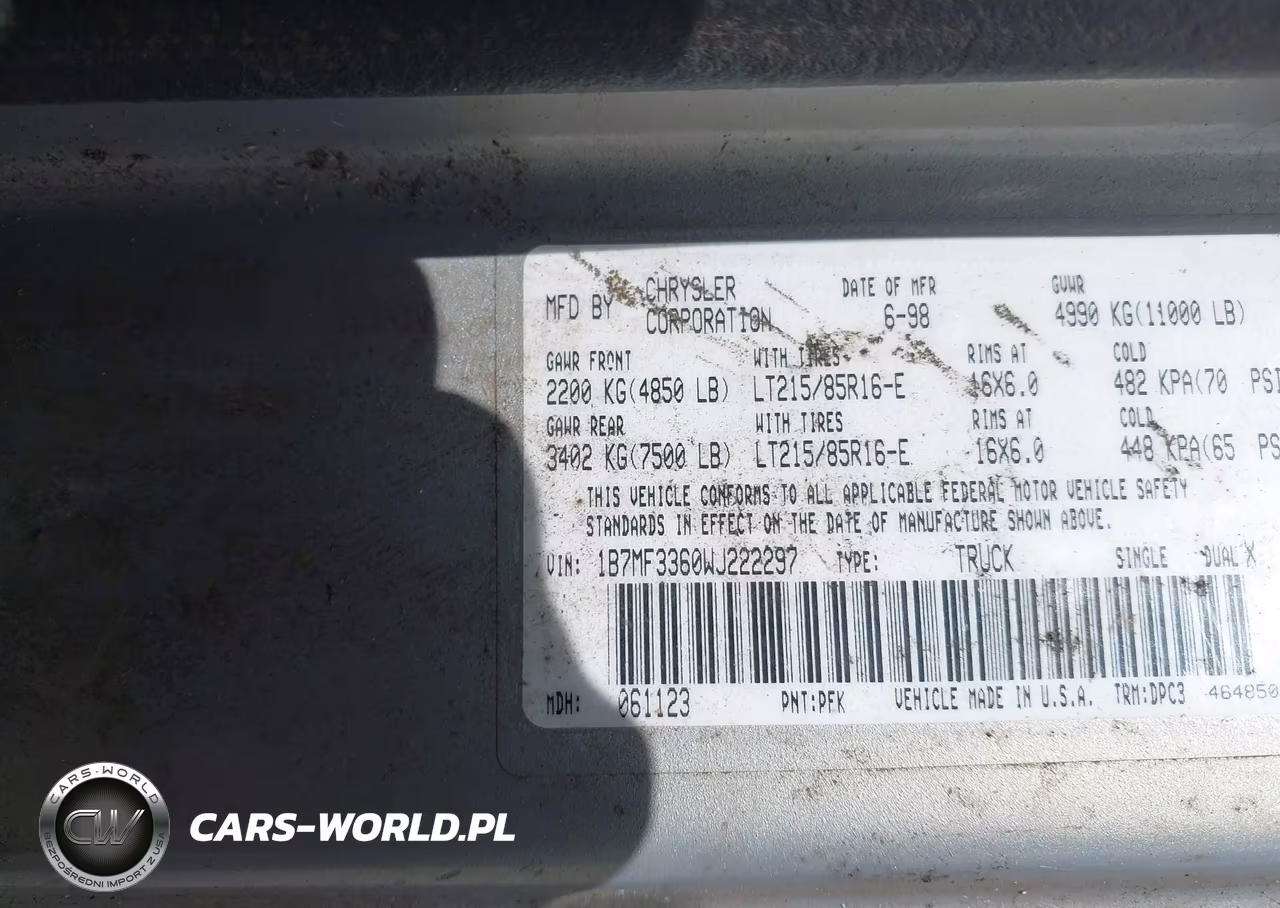 MFD BY CHRYSLER CORPORATION DATE OF MFR 6-98 GVWR 4990 KG(11000 LB)
GAWR FRONT WITH TIRES RIMS AT COLD
2200 KG(4850 LB) LT215/85R16-E 16X6.0 482 KPA(70 PSI
GAWR REAR WITH TIRES RIMS AT COLD
3402 KG(7500 LB) LT215/85R16-E 16X6.0 448 KPA(65 PS
THIS VEHICLE CONFORMS TO ALL APPLICABLE FEDERAL MOTOR VEHICLE SAFETY
STANDARDS IN EFFECT ON THE DATE OF MANUFACTURE SHOWN ABOVE.
VIN: 1B7MF3360WJ222297 TYPE: TRUCK SINGLE DUAL X
MDH: 061123 PNT:PFK VEHICLE MADE IN U.S.A. TRM:DPC3 464850
CARS-WORLD
CW
BEZPOŚREDNI IMPORT Z USA
CARS-WORLD.PL